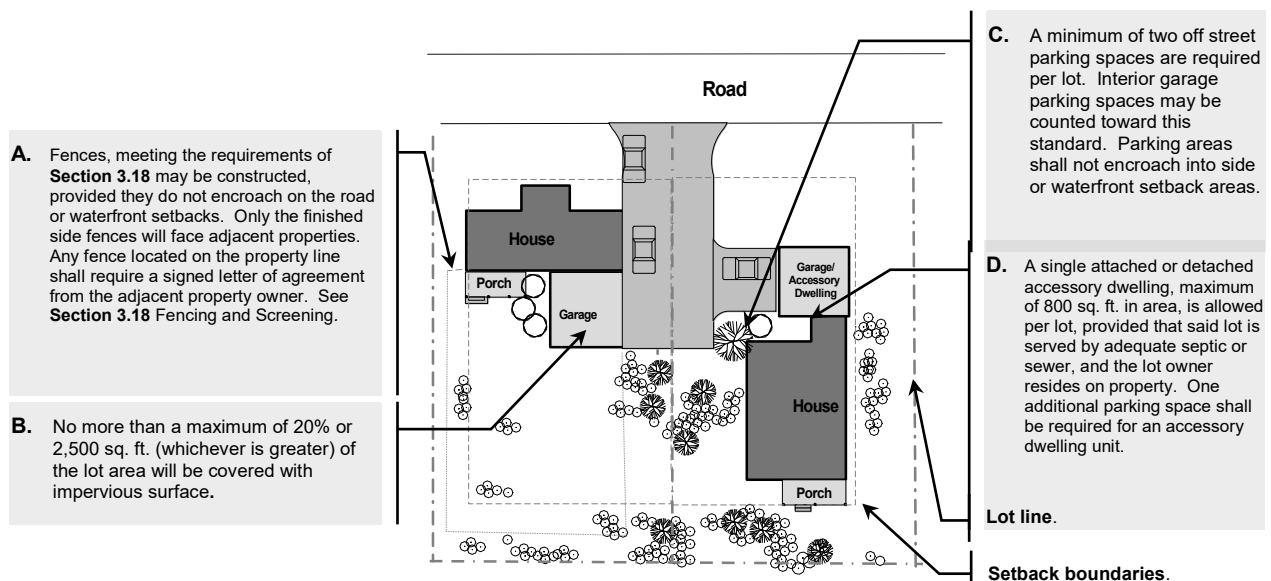 A. Fences, meeting the requirements of
Section 3.18 may be constructed,
provided they do not encroach on the road
or waterfront setbacks. Only the finished
side fences will face adjacent properties.
Any fence located on the property line
shall require a signed letter of agreement
from the adjacent property owner. See
Section 3.18 Fencing and Screening.
B. No more than a maximum of 20% or
2,500 sq. ft. (whichever is greater) of
the lot area will be covered with
impervious surface.
Road
House
Porch
Garage
Garage/
Accessory
Dwelling
House
Porch
C. A minimum of two off street
parking spaces are required
per lot. Interior garage
parking spaces may be
counted toward this
standard. Parking areas
shall not encroach into side
or waterfront setback areas.
D. A single attached or detached
accessory dwelling, maximum
of 800 sq. ft. in area, is allowed
per lot, provided that said lot is
served by adequate septic or
sewer, and the lot owner
resides on property. One
additional parking space shall
be required for an accessory
dwelling unit.
Lot line.
Setback boundaries.